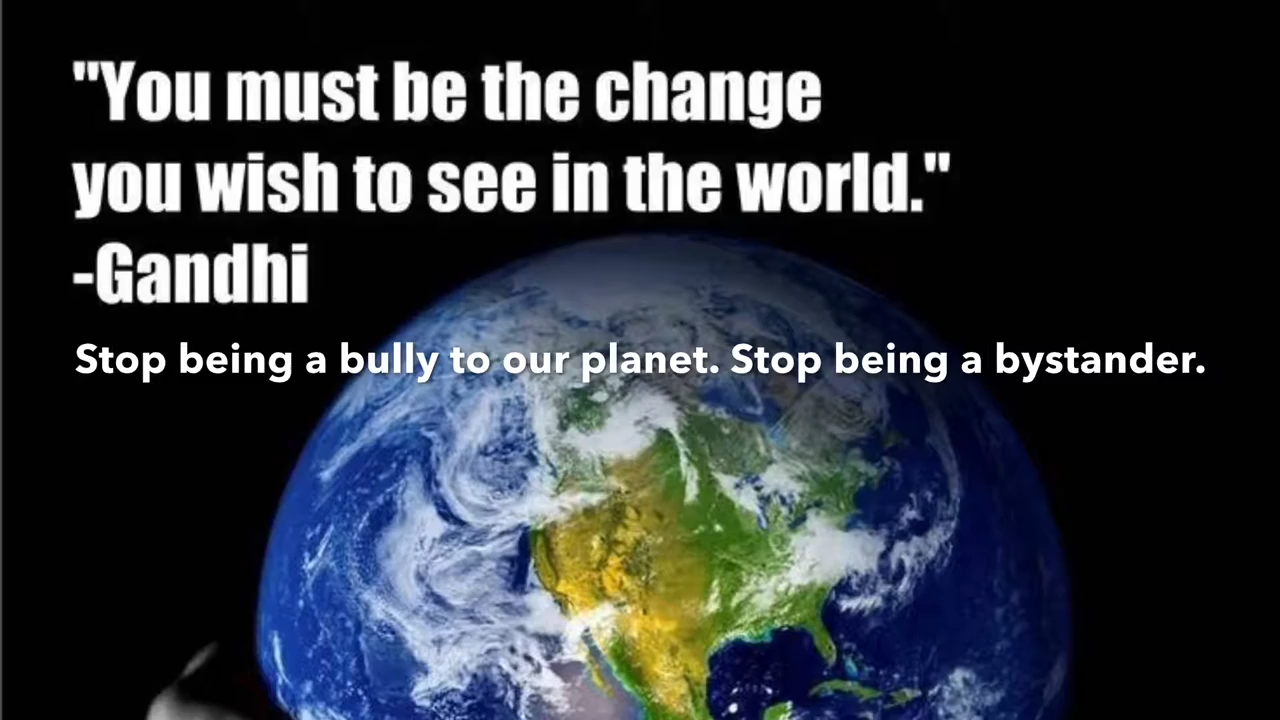 "You must be the change
you wish to see in the world."
-Gandhi
Stop being a bully to our planet. Stop being a bystander.